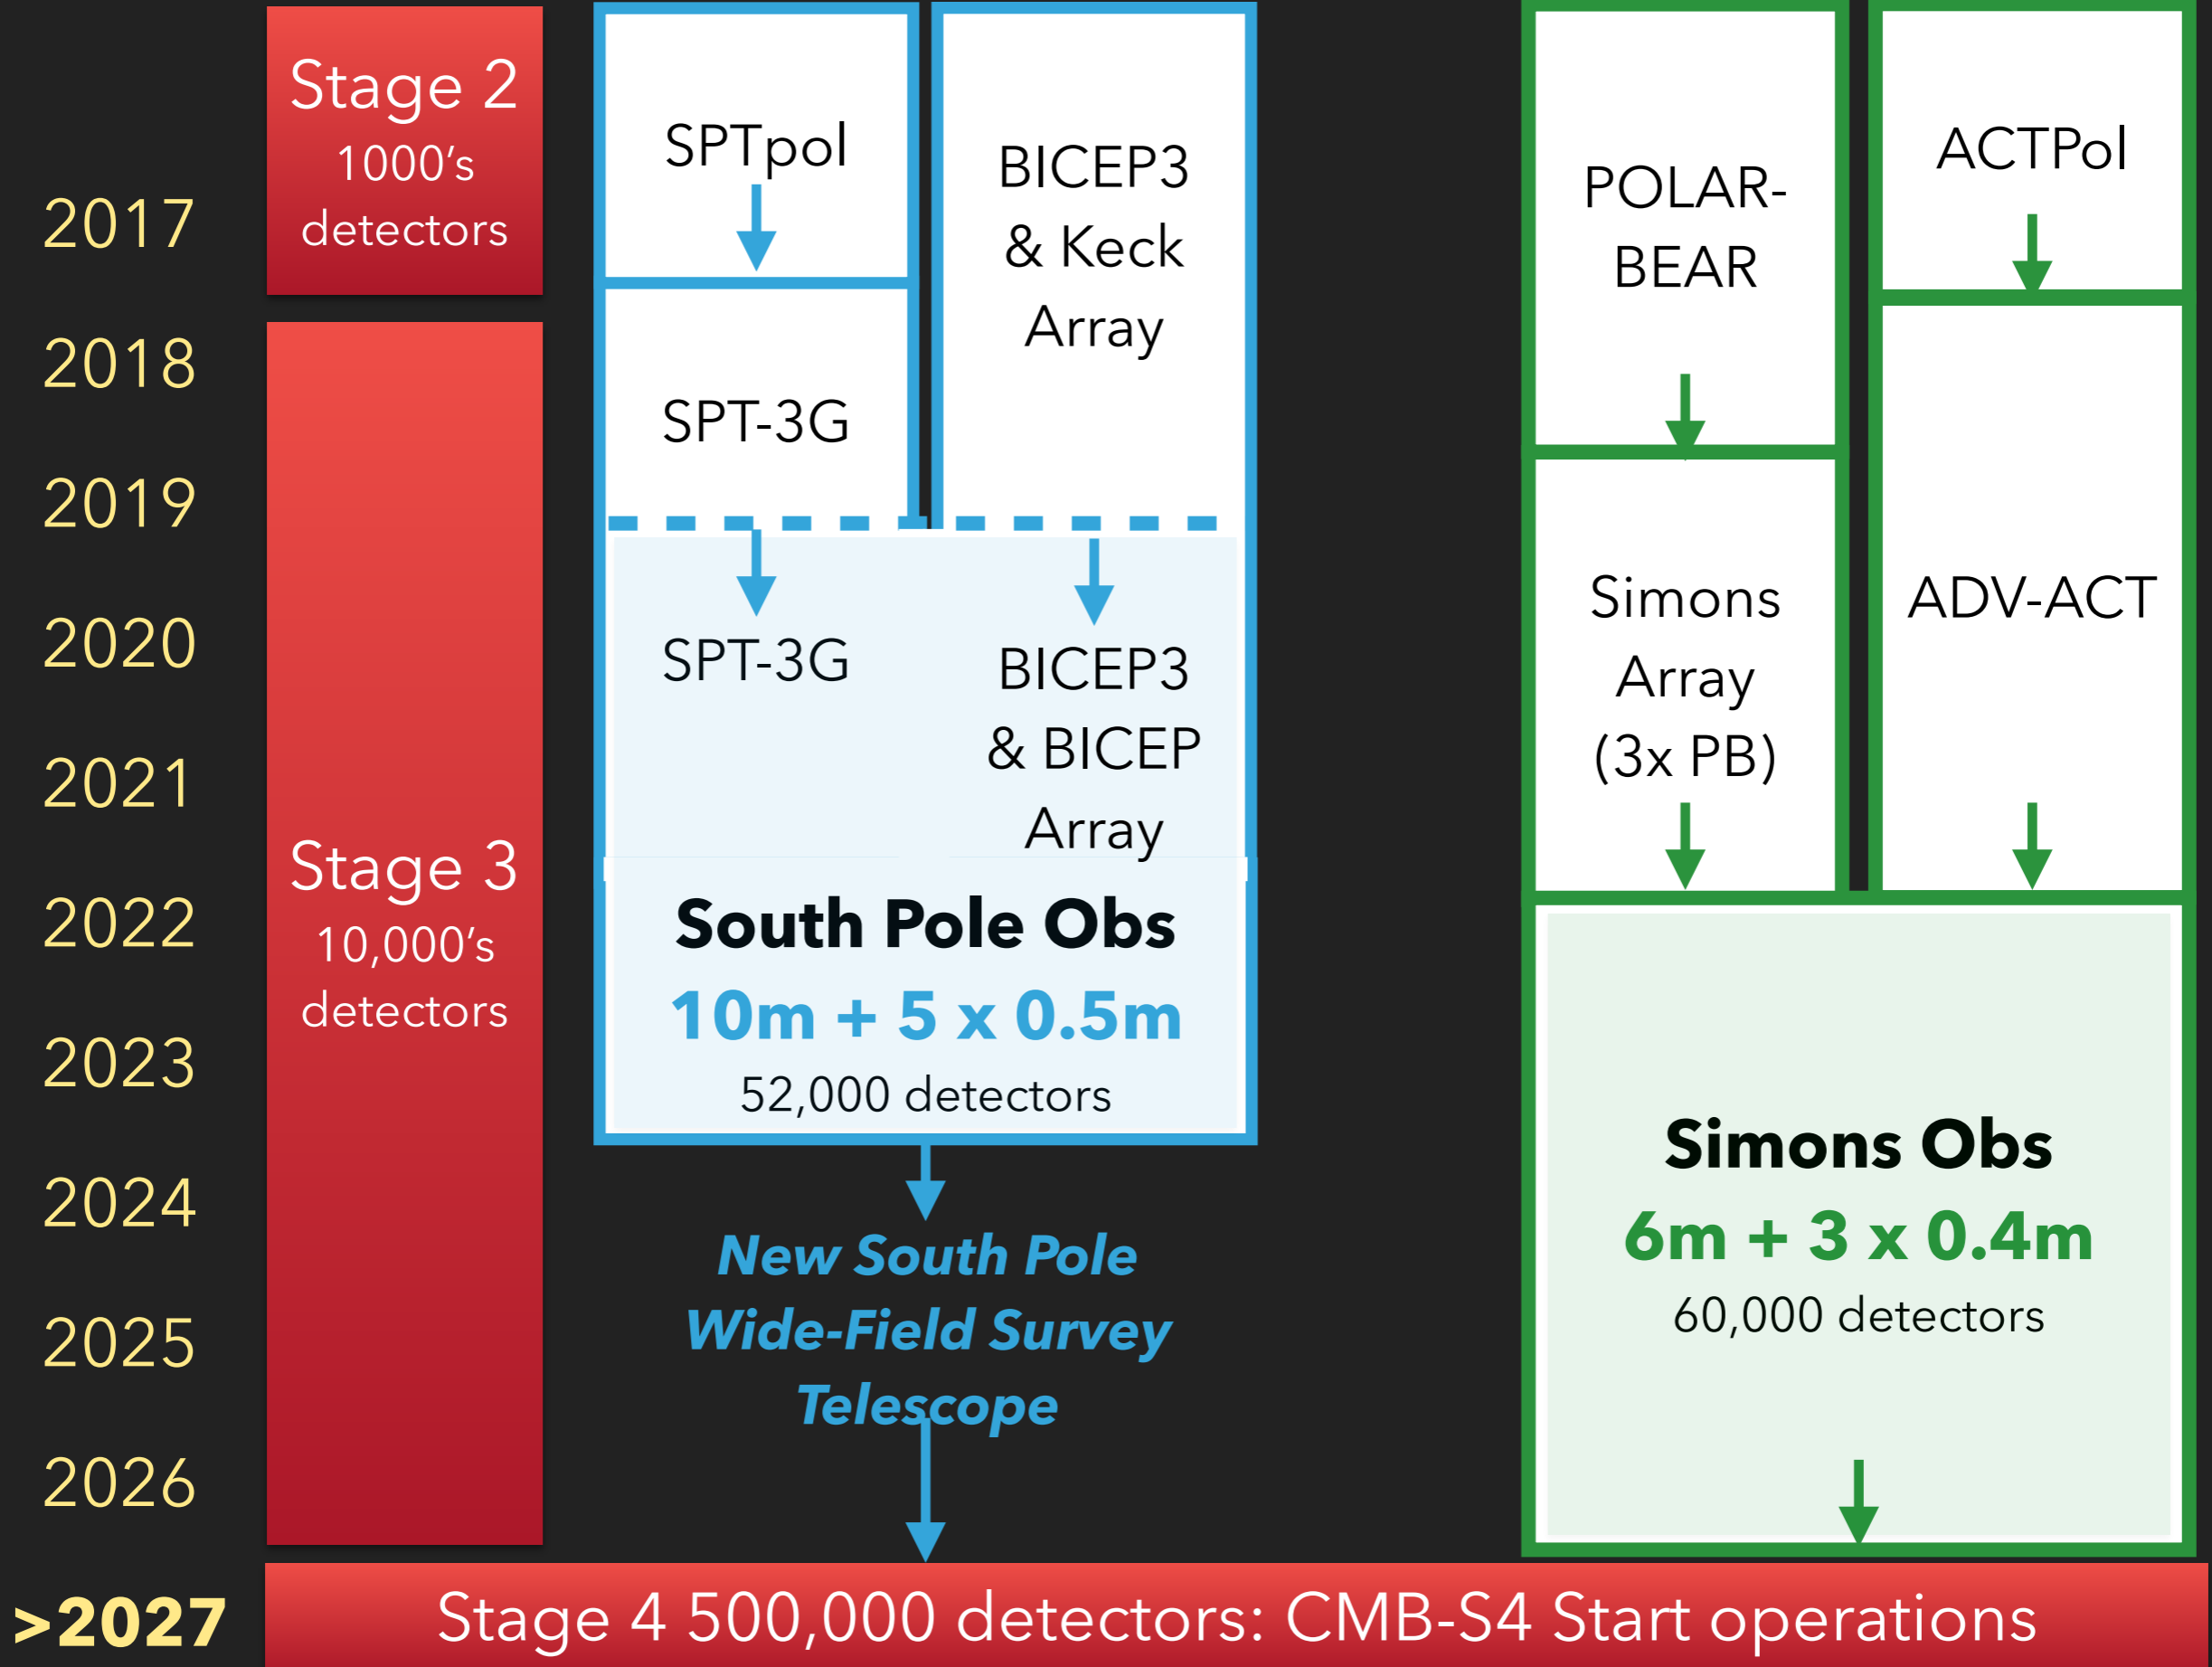 2017
2018
2019
2020
2021
2022
2023
2024
2025
2026
>2027
Stage 2
1000's
detectors
Stage 3
10,000's
detectors
SPTpol
SPT-3G
SPT-3G
BICEP3
& Keck
Array
BICEP3
& BICEP
Array
South Pole Obs
10m + 5 x 0.5m
52,000 detectors
New South Pole
Wide-Field Survey
Telescope
POLAR-
BEAR
Simons
Array
(3x PB)
ACTPol
ADV-ACT
Simons Obs
6m + 3 x 0.4m
60,000 detectors
Stage 4 500,000 detectors: CMB-S4 Start operations